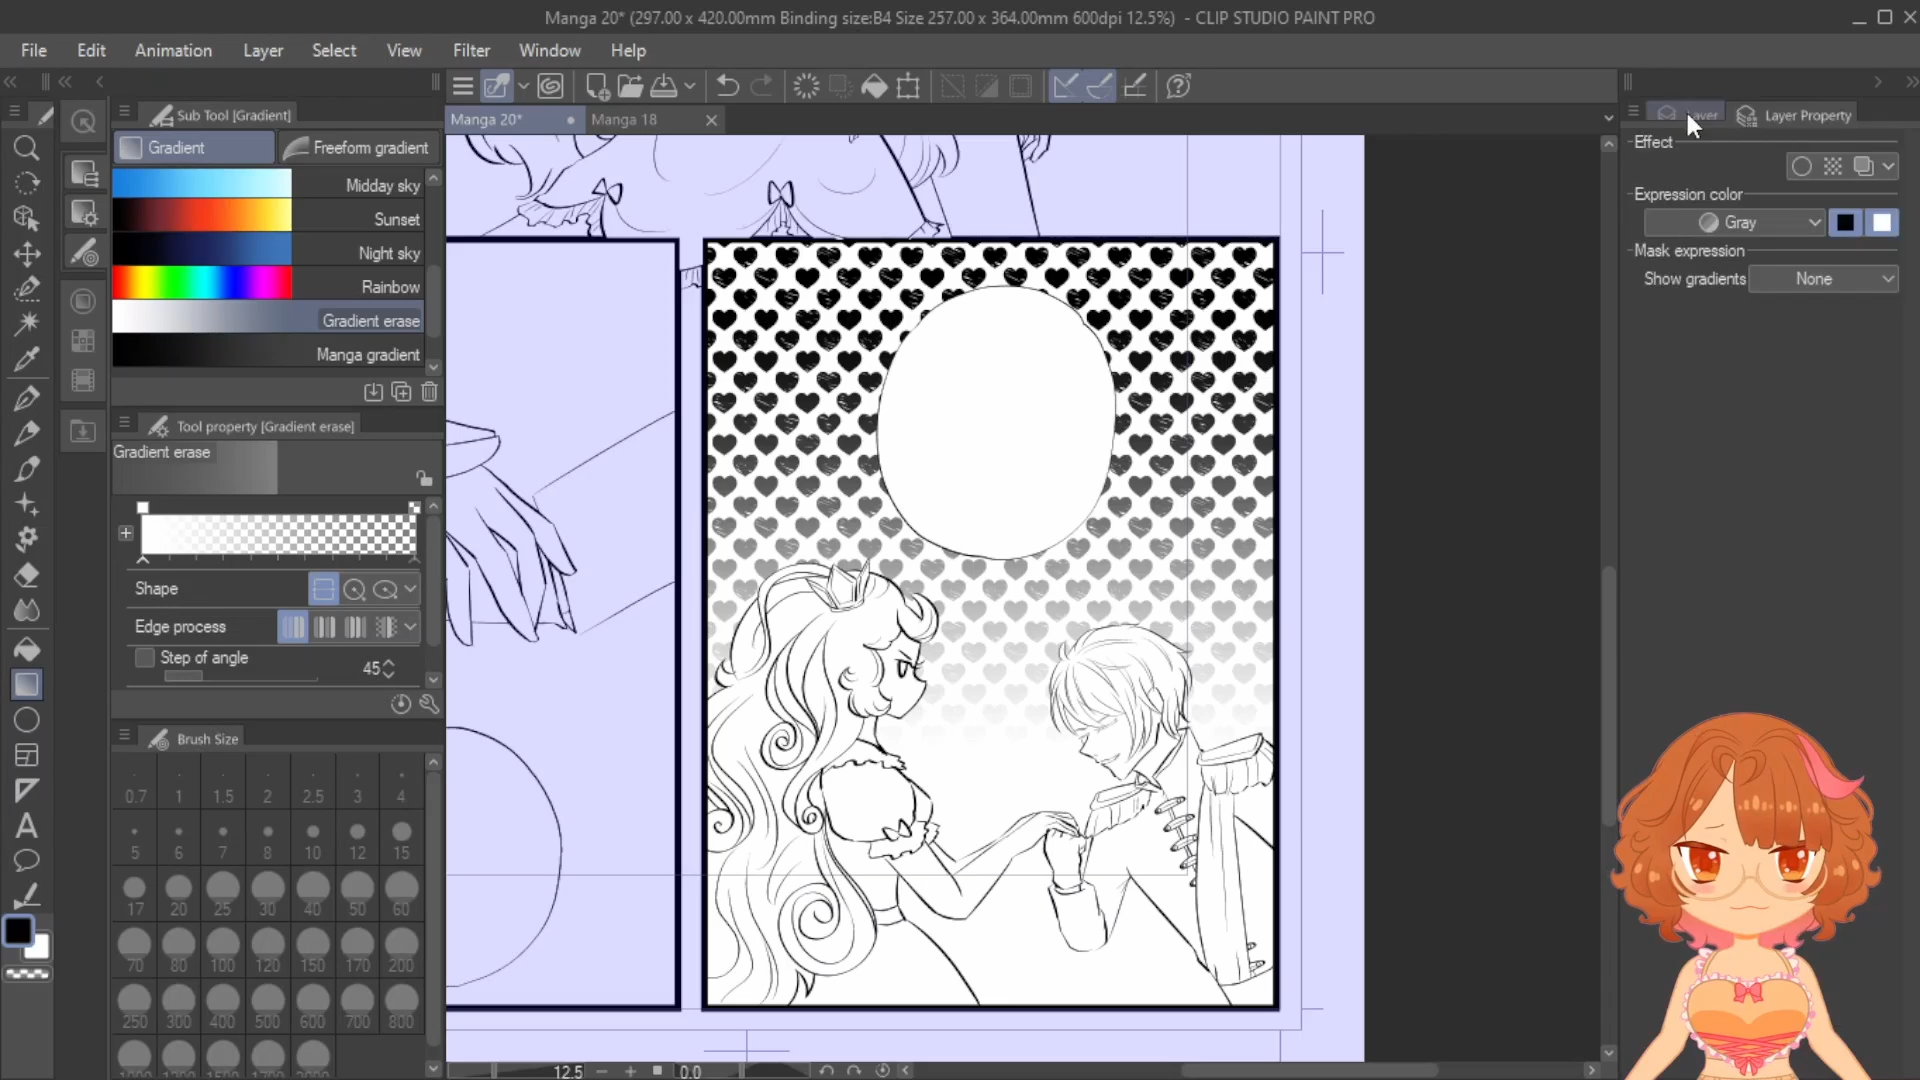 Manga 20* (297.00 x 420.00mm Binding size:B4 Size 257.00 x 364.00mm 600dpi 12.5%) - CLIP STUDIO PAINT PRO
File Edit Animation Layer Select View Filter Window Help
Sub Tool [Gradient]
Manga 20* Manga 18
Layer Layer Property
Gradient Freeform gradient
Midday sky
Sunset
Night sky
Rainbow
Gradient erase
Manga gradient
Tool property [Gradient erase]
Gradient erase
Shape
Edge process
Step of angle 45
Brush Size
0.7 1 1.5 2 2.5 3 4
5 6 7 8 10 12 15
17 20 25 30 40 50 60
70 80 100 120 150 170 200
250 300 400 500 600 700 800
12.5 0.0
Effect
Expression color
Gray
Mask expression
Show gradients None